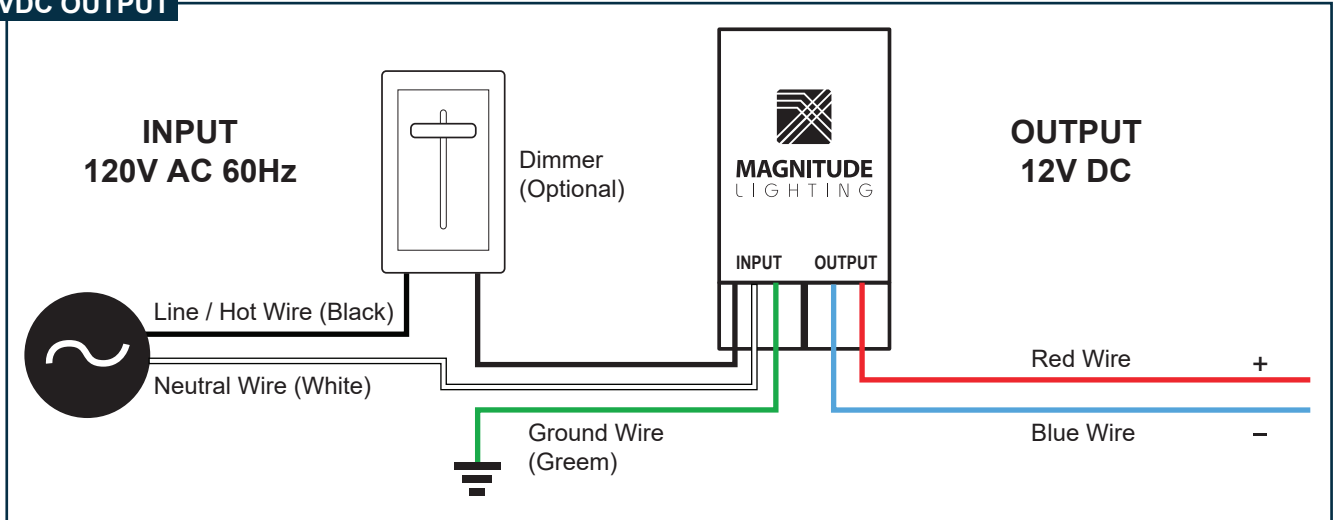 VDC OUTPUT
INPUT
120V AC 60Hz
Dimmer
(Optional)
MAGNITUDE
LIGHTING
INPUT OUTPUT
OUTPUT
12V DC
Line / Hot Wire (Black)
Neutral Wire (White)
Ground Wire
(Greem)
Red Wire +
Blue Wire −